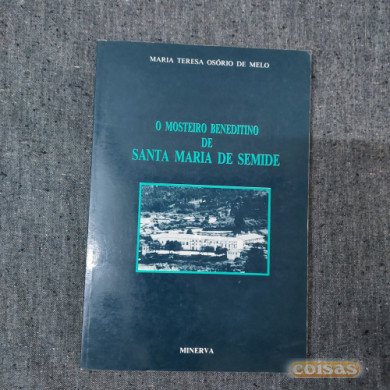 MARIA TERESA OSÓRIO DE MELO
O MOSTEIRO BENEDITINO
DE
SANTA MARIA DE SEMIDE
MINERVA
coisas